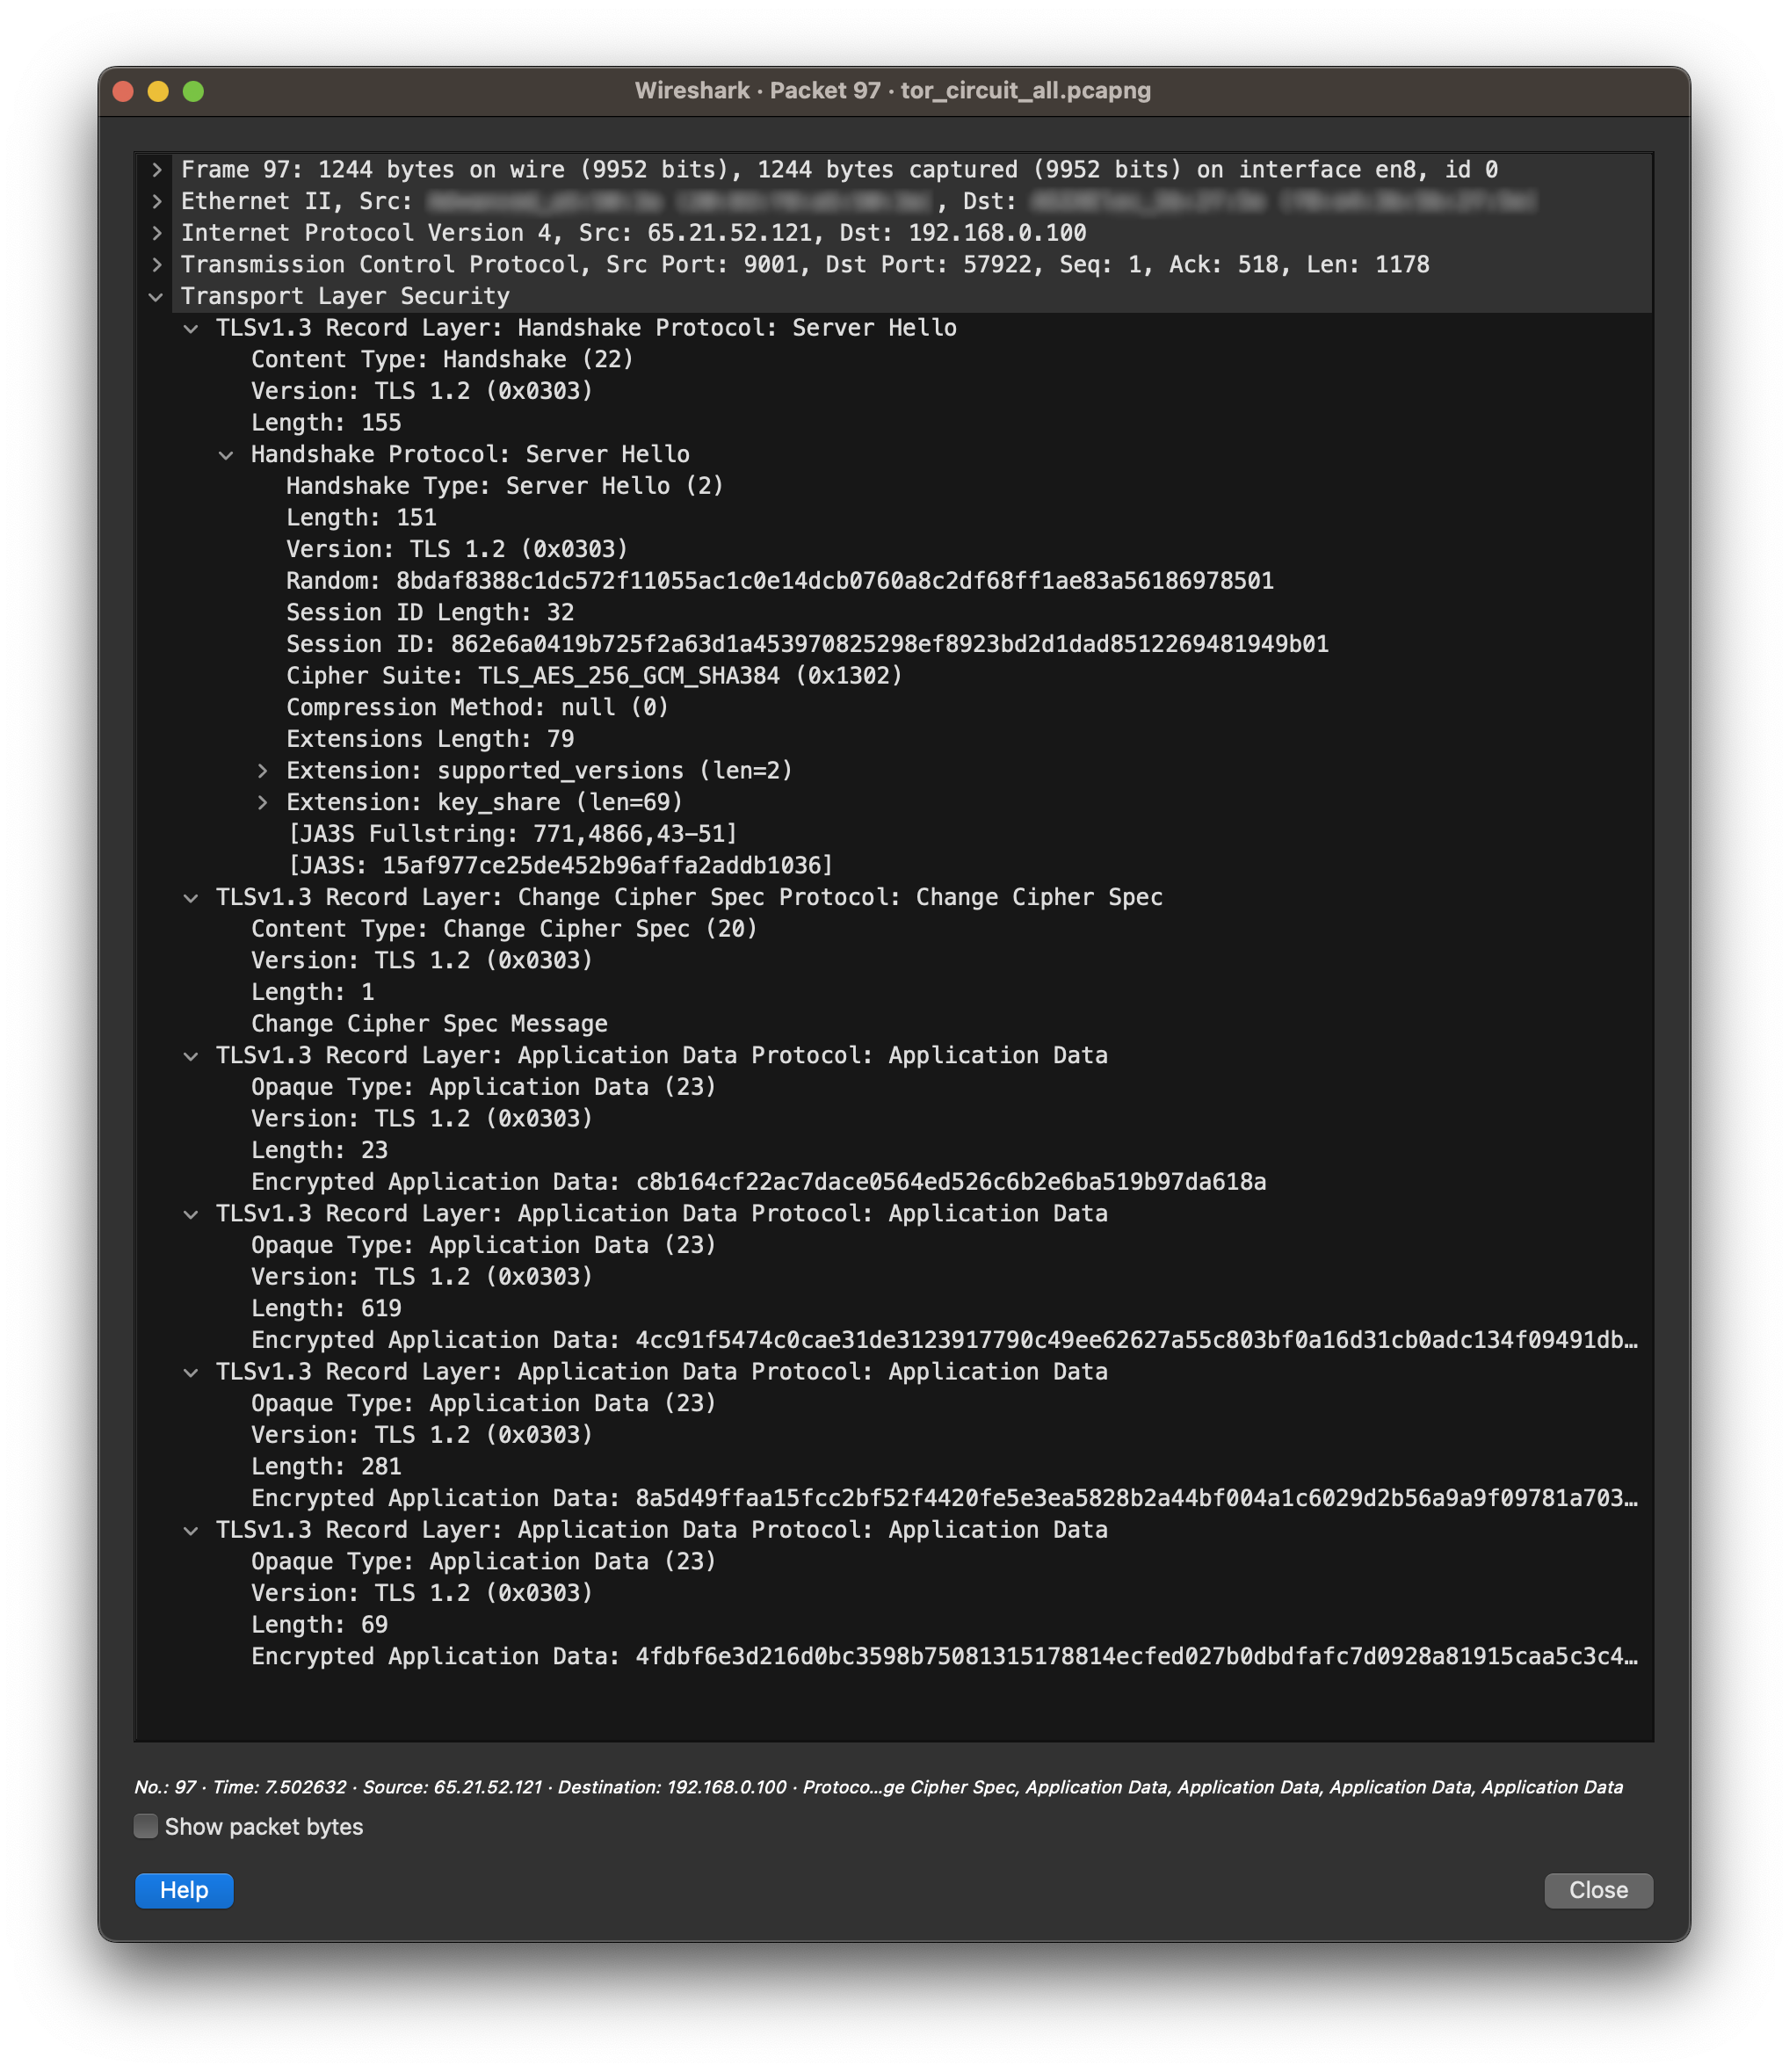 Wireshark · Packet 97 · tor_circuit_all.pcapng
Frame 97: 1244 bytes on wire (9952 bits), 1244 bytes captured (9952 bits) on interface en8, id 0
Ethernet II, Src: , Dst:
Internet Protocol Version 4, Src: 65.21.52.121, Dst: 192.168.0.100
Transmission Control Protocol, Src Port: 9001, Dst Port: 57922, Seq: 1, Ack: 518, Len: 1178
Transport Layer Security
TLSv1.3 Record Layer: Handshake Protocol: Server Hello
Content Type: Handshake (22)
Version: TLS 1.2 (0x0303)
Length: 155
Handshake Protocol: Server Hello
Handshake Type: Server Hello (2)
Length: 151
Version: TLS 1.2 (0x0303)
Random: 8bdaf8388c1dc572f11055ac1c0e14dcb0760a8c2df68ff1ae83a56186978501
Session ID Length: 32
Session ID: 862e6a0419b725f2a63d1a453970825298ef8923bd2d1dad8512269481949b01
Cipher Suite: TLS_AES_256_GCM_SHA384 (0x1302)
Compression Method: null (0)
Extensions Length: 79
Extension: supported_versions (len=2)
Extension: key_share (len=69)
[JA3S Fullstring: 771,4866,43-51]
[JA3S: 15af977ce25de452b96affa2addb1036]
TLSv1.3 Record Layer: Change Cipher Spec Protocol: Change Cipher Spec
Content Type: Change Cipher Spec (20)
Version: TLS 1.2 (0x0303)
Length: 1
Change Cipher Spec Message
TLSv1.3 Record Layer: Application Data Protocol: Application Data
Opaque Type: Application Data (23)
Version: TLS 1.2 (0x0303)
Length: 23
Encrypted Application Data: c8b164cf22ac7dace0564ed526c6b2e6ba519b97da618a
TLSv1.3 Record Layer: Application Data Protocol: Application Data
Opaque Type: Application Data (23)
Version: TLS 1.2 (0x0303)
Length: 619
Encrypted Application Data: 4cc91f5474c0cae31de3123917790c49ee62627a55c803bf0a16d31cb0adc134f09491db…
TLSv1.3 Record Layer: Application Data Protocol: Application Data
Opaque Type: Application Data (23)
Version: TLS 1.2 (0x0303)
Length: 281
Encrypted Application Data: 8a5d49ffaa15fcc2bf52f4420fe5e3ea5828b2a44bf004a1c6029d2b56a9a9f09781a703…
TLSv1.3 Record Layer: Application Data Protocol: Application Data
Opaque Type: Application Data (23)
Version: TLS 1.2 (0x0303)
Length: 69
Encrypted Application Data: 4fdbf6e3d216d0bc3598b75081315178814ecfed027b0dbdfafc7d0928a81915caa5c3c4…
No.: 97 · Time: 7.502632 · Source: 65.21.52.121 · Destination: 192.168.0.100 · Protoco…ge Cipher Spec, Application Data, Application Data, Application Data, Application Data
Show packet bytes
Help
Close